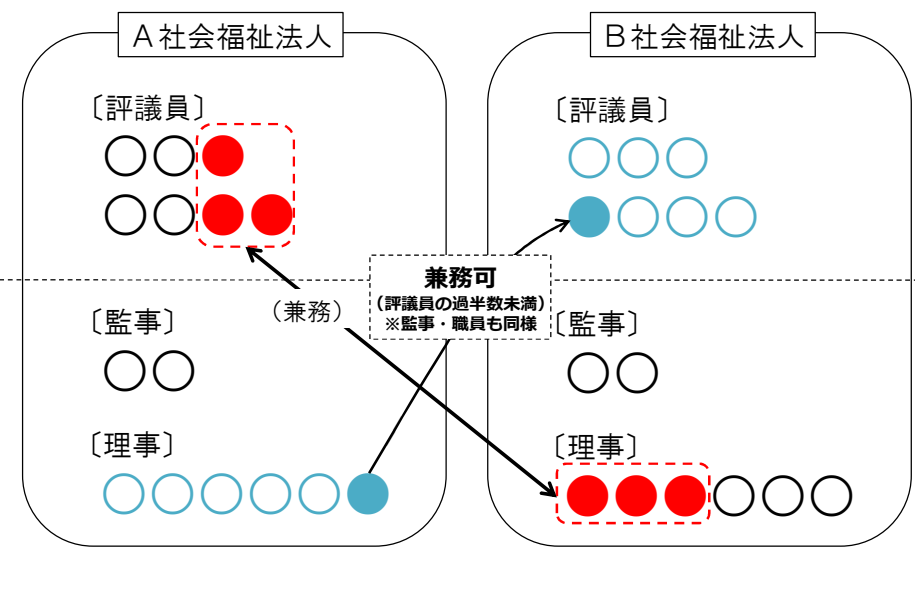 A社会福祉法人
〔評議員〕
〔監事〕
〔理事〕
（兼務）
兼務可
（評議員の過半数未満）
※監事・職員も同様
B社会福祉法人
〔評議員〕
〔監事〕
〔理事〕